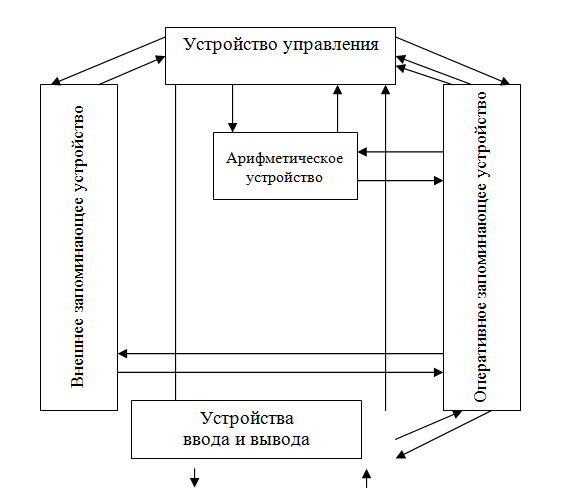 Устройство управления
Внешнее запоминающее устройство
Арифметическое
устройство
Оперативное запоминающее устройство
Устройства
ввода и вывода